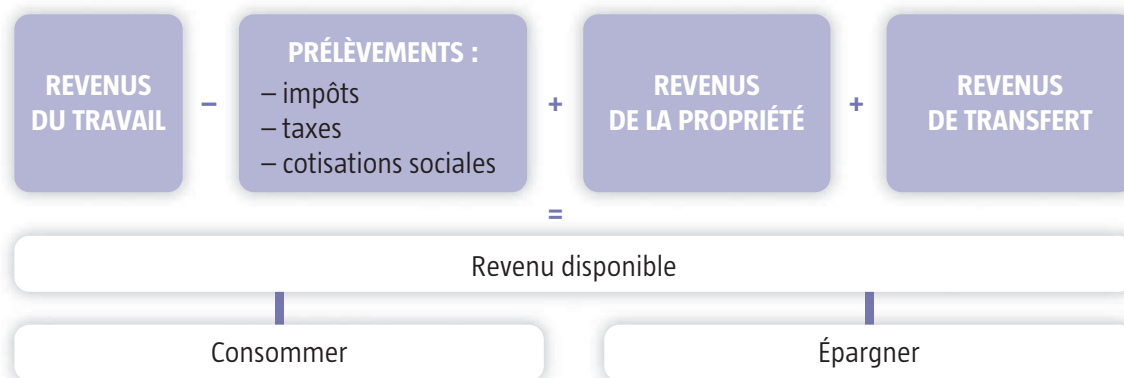 REVENUS
DU TRAVAIL
–
PRÉLÈVEMENTS :
– impôts
– taxes
– cotisations sociales
+
REVENUS
DE LA PROPRIÉTÉ
+
REVENUS
DE TRANSFERT
=
Revenu disponible
Consommer
Épargner